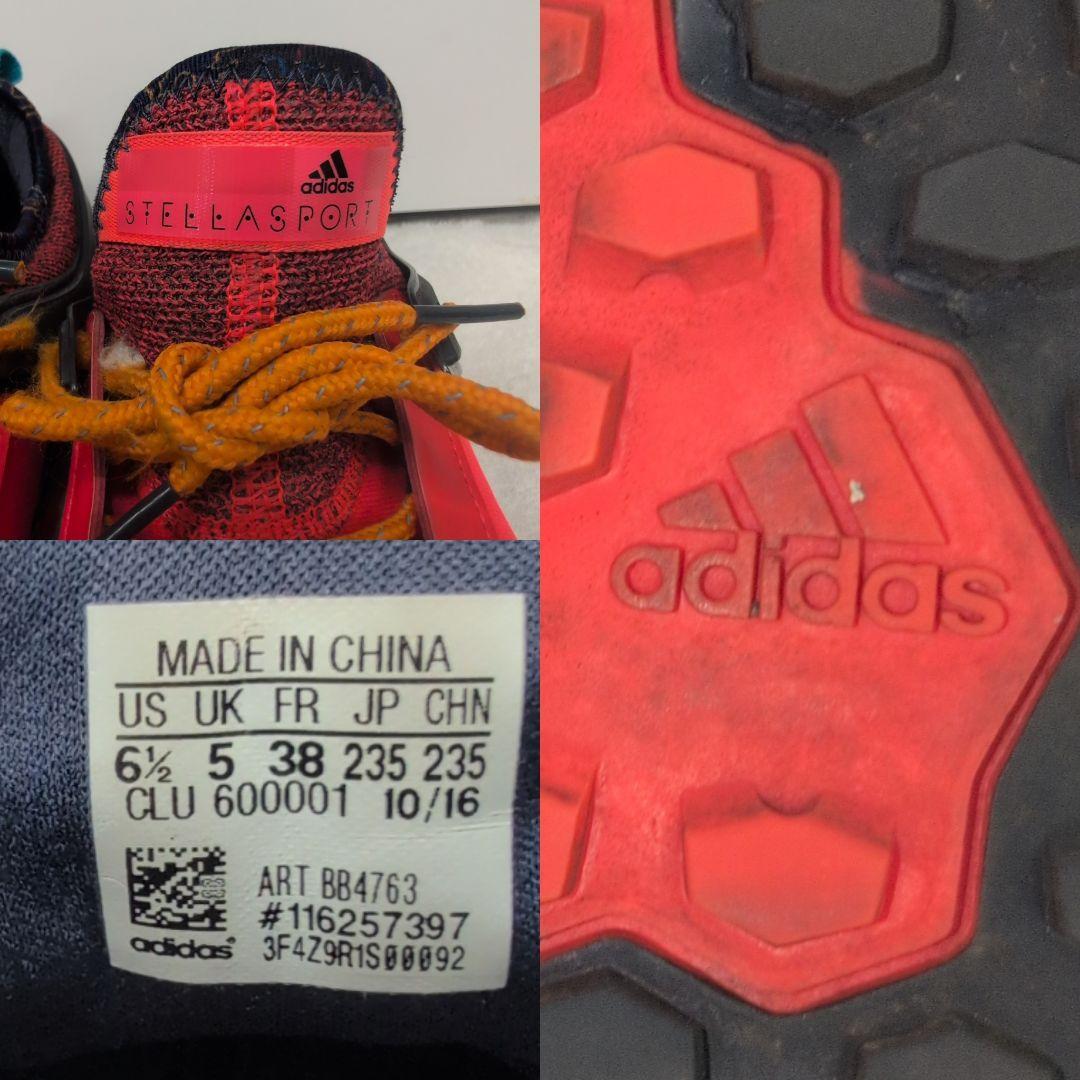 adidas
STELLASPORT
adidas
MADE IN CHINA
US UK FR JP CHN
6½ 5 38 235 235
CLU 600001 10/16
ART BB4763
#116257397
adidas
3F4Z9R1S00092